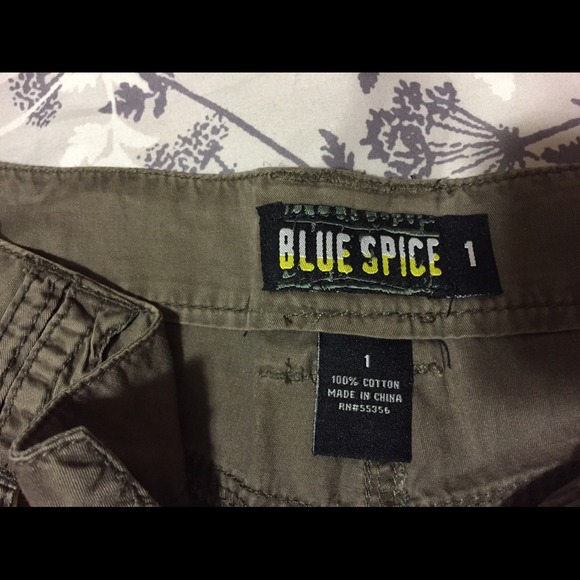 BLUE SPICE 1
1
100% COTTON
MADE IN CHINA
RN#55356